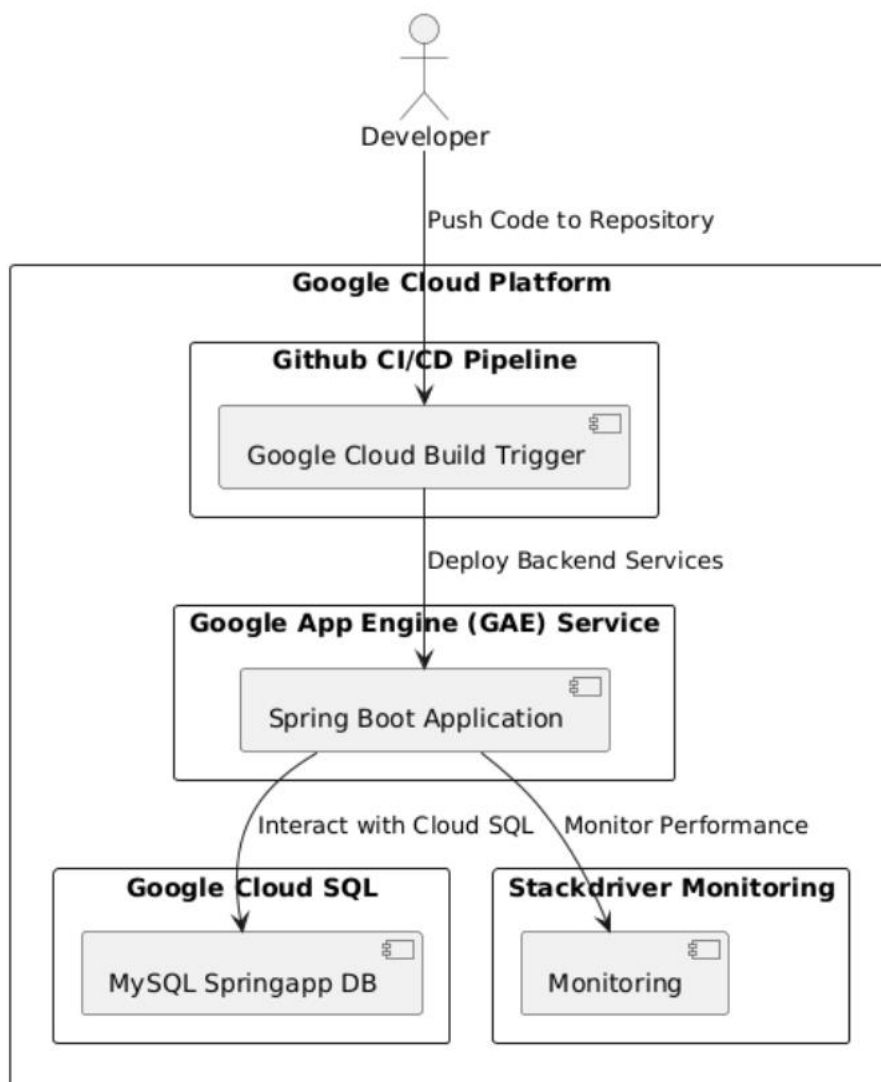 Developer
Push Code to Repository
Google Cloud Platform
Github CI/CD Pipeline
Google Cloud Build Trigger
Deploy Backend Services
Google App Engine (GAE) Service
Spring Boot Application
Interact with Cloud SQL
Monitor Performance
Google Cloud SQL
Stackdriver Monitoring
MySQL Springapp DB
Monitoring